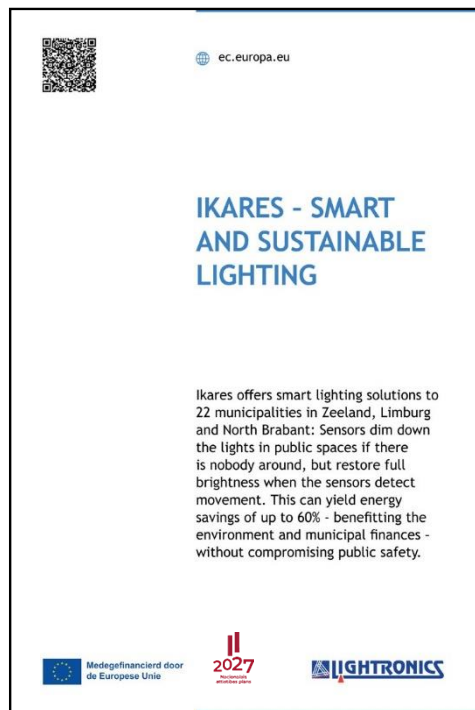 ec.europa.eu
IKARES - SMART
AND SUSTAINABLE
LIGHTING
Ikares offers smart lighting solutions to
22 municipalities in Zeeland, Limburg
and North Brabant: Sensors dim down
the lights in public spaces if there
is nobody around, but restore full
brightness when the sensors detect
movement. This can yield energy
savings of up to 60% - benefitting the
environment and municipal finances -
without compromising public safety.
Medegefinancierd door
de Europese Unie
2027
Nacionālais
attīstības plāns
LIGHTRONICS